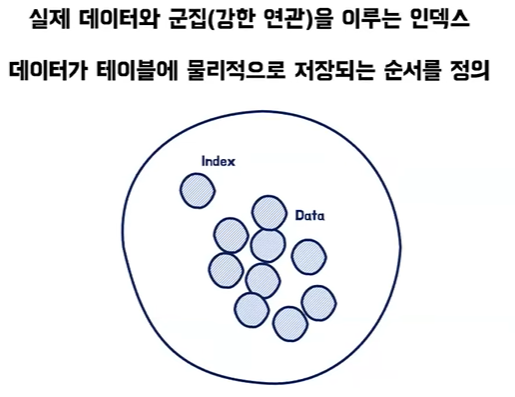 실제 데이터와 군집(강한 연관)을 이루는 인덱스
데이터가 테이블에 물리적으로 저장되는 순서를 정의
Index
Data